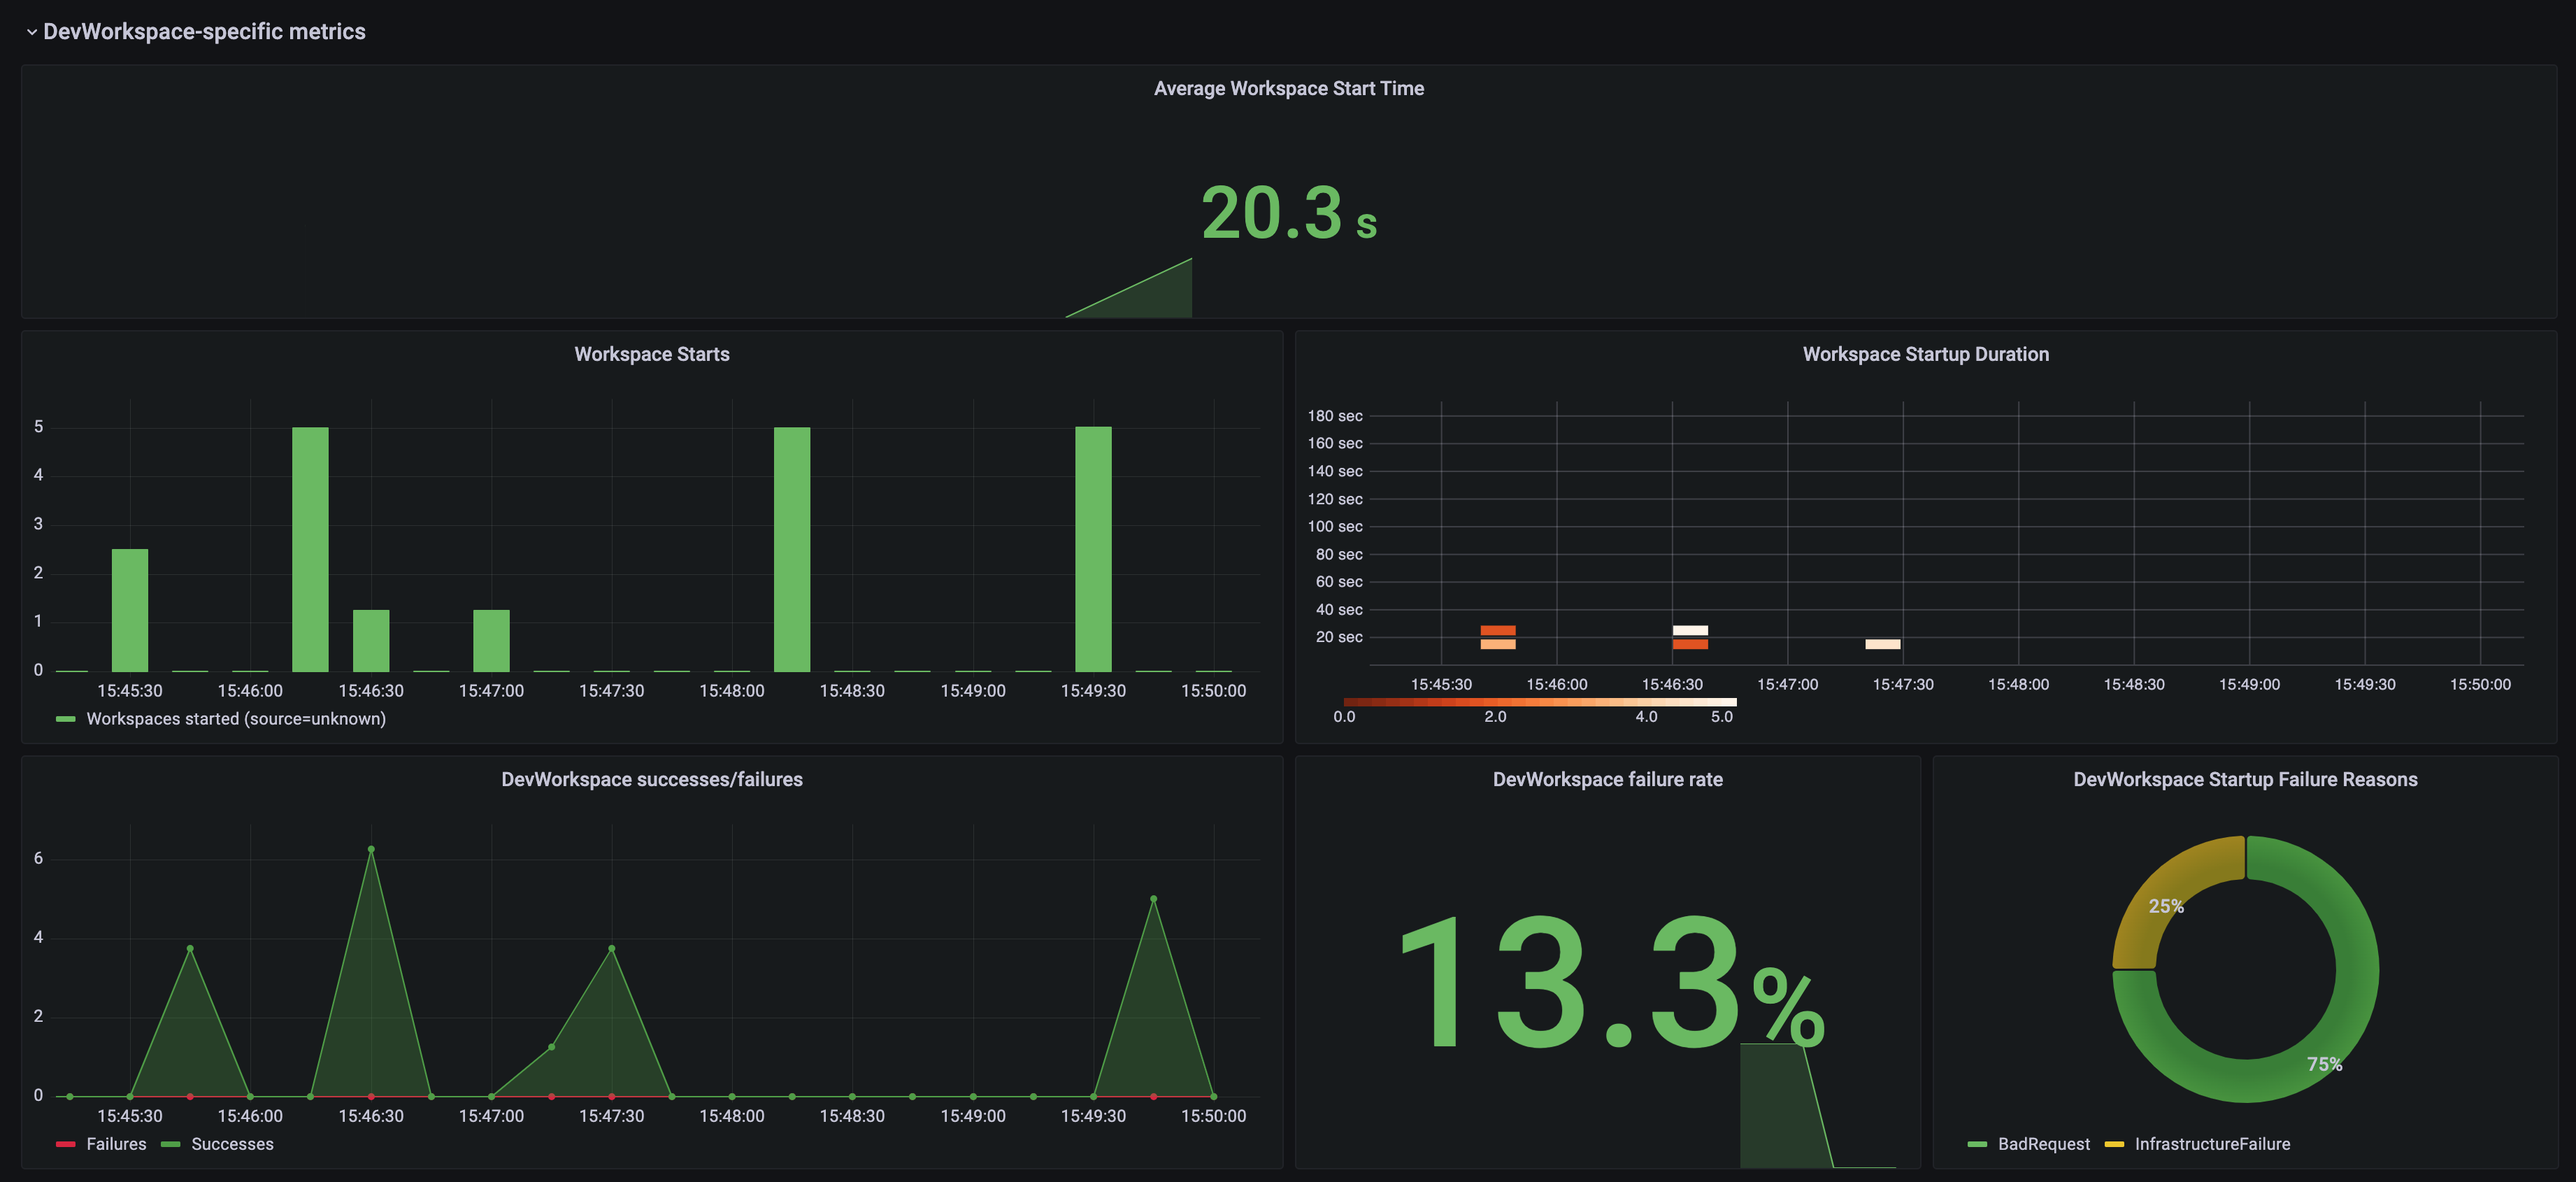 DevWorkspace-specific metrics
Average Workspace Start Time
20.3 s
Workspace Starts
5
4
3
2
1
0
15:45:30 15:46:00 15:46:30 15:47:00 15:47:30 15:48:00 15:48:30 15:49:00 15:49:30 15:50:00
Workspaces started (source=unknown)
Workspace Startup Duration
180 sec
160 sec
140 sec
120 sec
100 sec
80 sec
60 sec
40 sec
20 sec
15:45:30 15:46:00 15:46:30 15:47:00 15:47:30 15:48:00 15:48:30 15:49:00 15:49:30 15:50:00
0.0 2.0 4.0 5.0
DevWorkspace successes/failures
6
4
2
0
15:45:30 15:46:00 15:46:30 15:47:00 15:47:30 15:48:00 15:48:30 15:49:00 15:49:30 15:50:00
Failures Successes
DevWorkspace failure rate
13.3%
DevWorkspace Startup Failure Reasons
25%
75%
BadRequest InfrastructureFailure